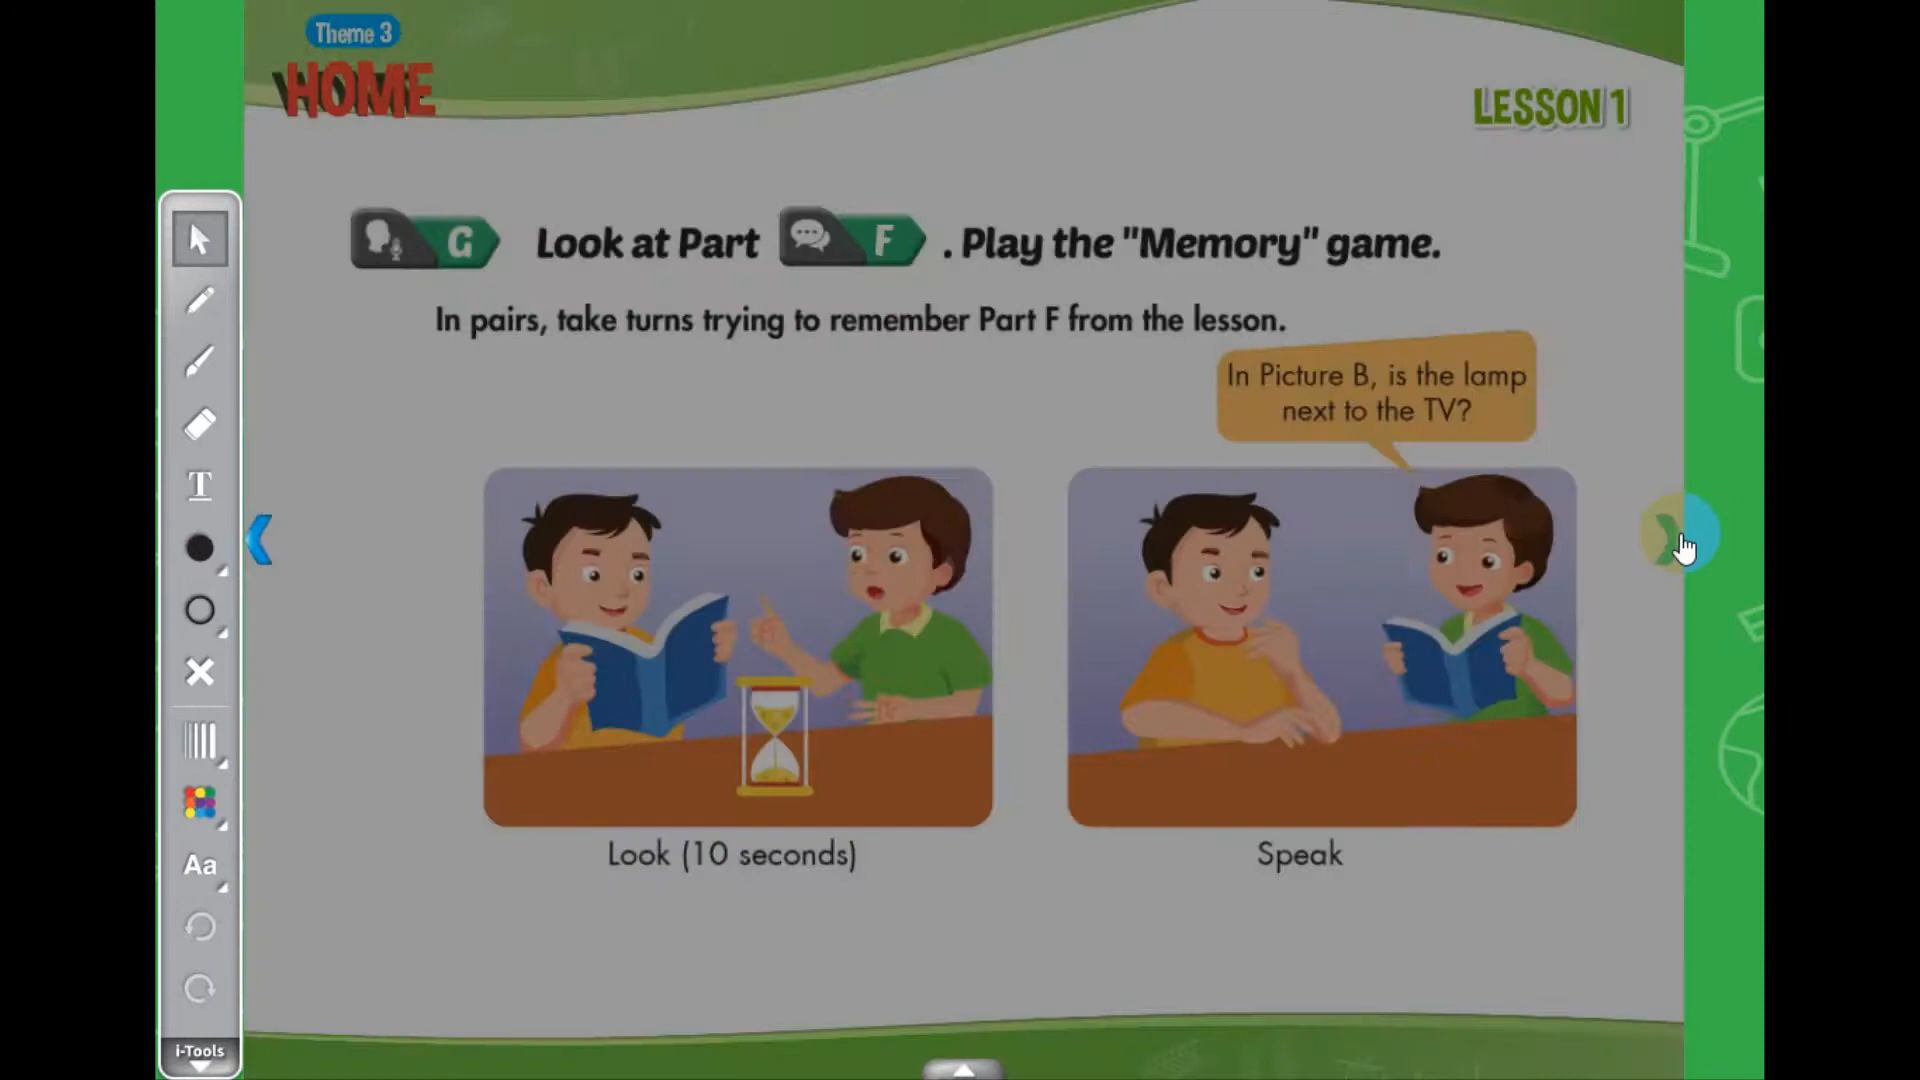 Theme 3
HOME
LESSON 1
G Look at Part F . Play the "Memory" game.
In pairs, take turns trying to remember Part F from the lesson.
In Picture B, is the lamp
next to the TV?
Look (10 seconds)
Speak
T
Aa
i-Tools